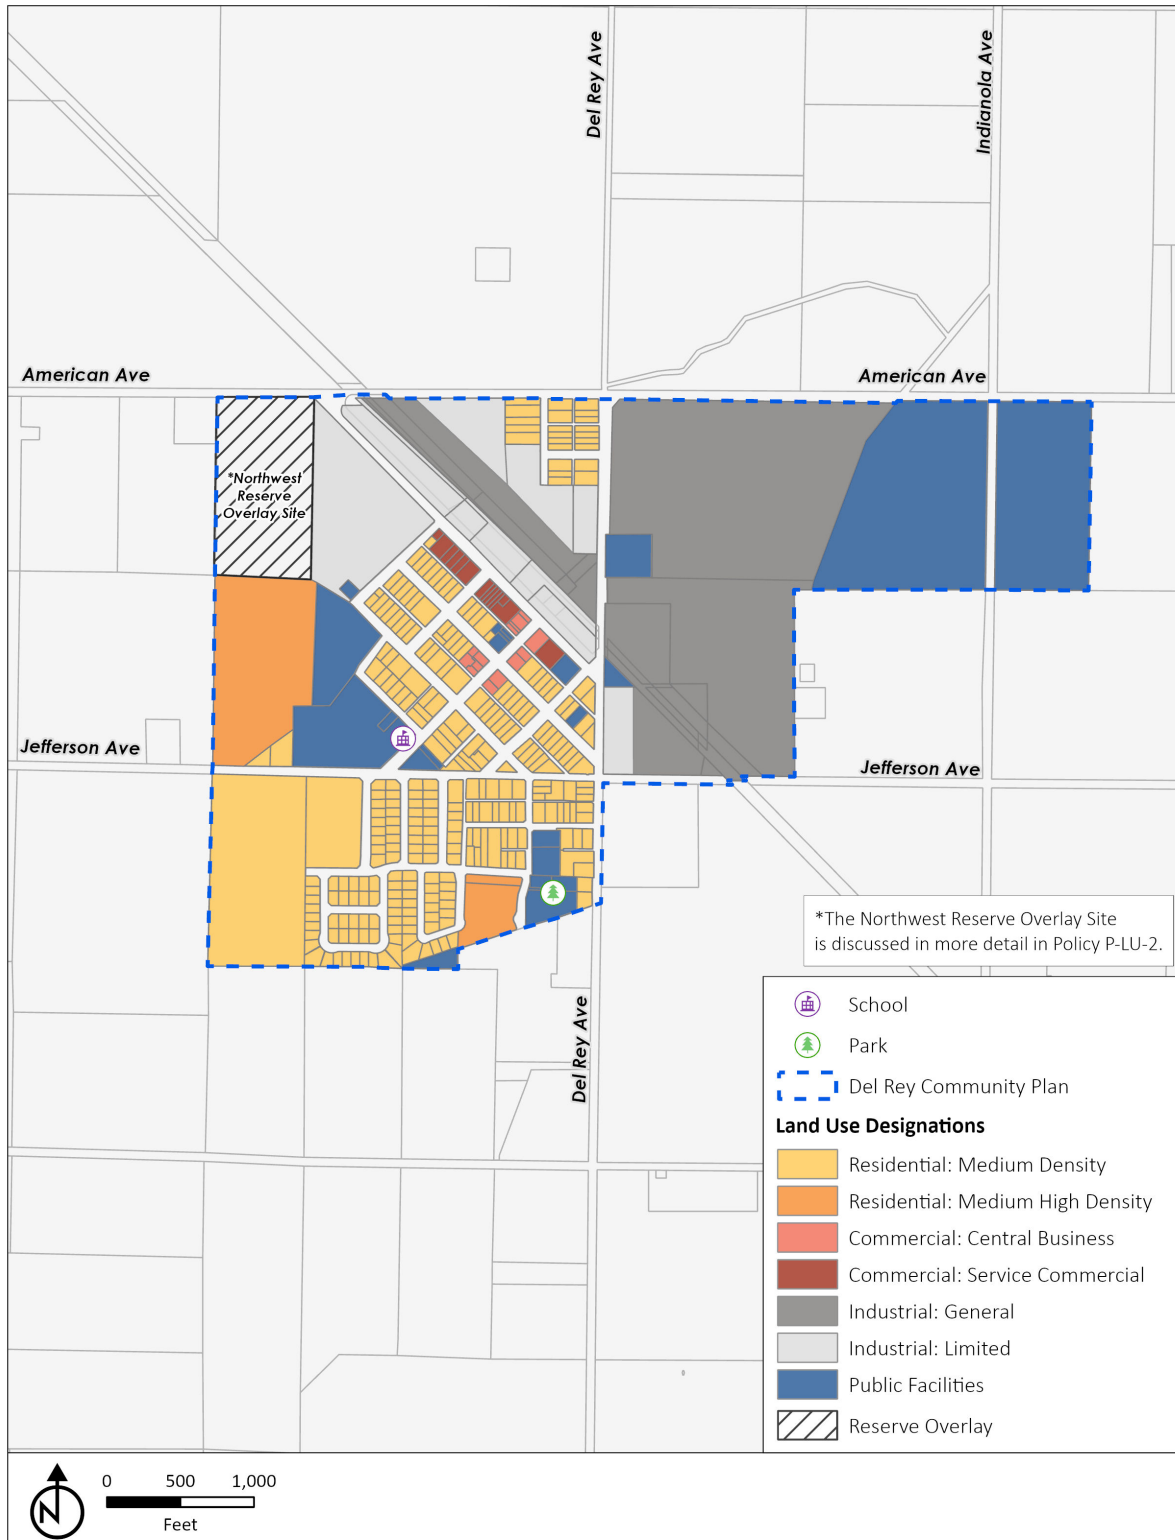 Del Rey Ave
Indianola Ave
American Ave
American Ave
*Northwest
Reserve
Overlay Site
Jefferson Ave
Jefferson Ave
*The Northwest Reserve Overlay Site
is discussed in more detail in Policy P-LU-2.
Del Rey Ave
School
Park
Del Rey Community Plan
Land Use Designations
Residential: Medium Density
Residential: Medium High Density
Commercial: Central Business
Commercial: Service Commercial
Industrial: General
Industrial: Limited
Public Facilities
Reserve Overlay
N
0 500 1,000
Feet